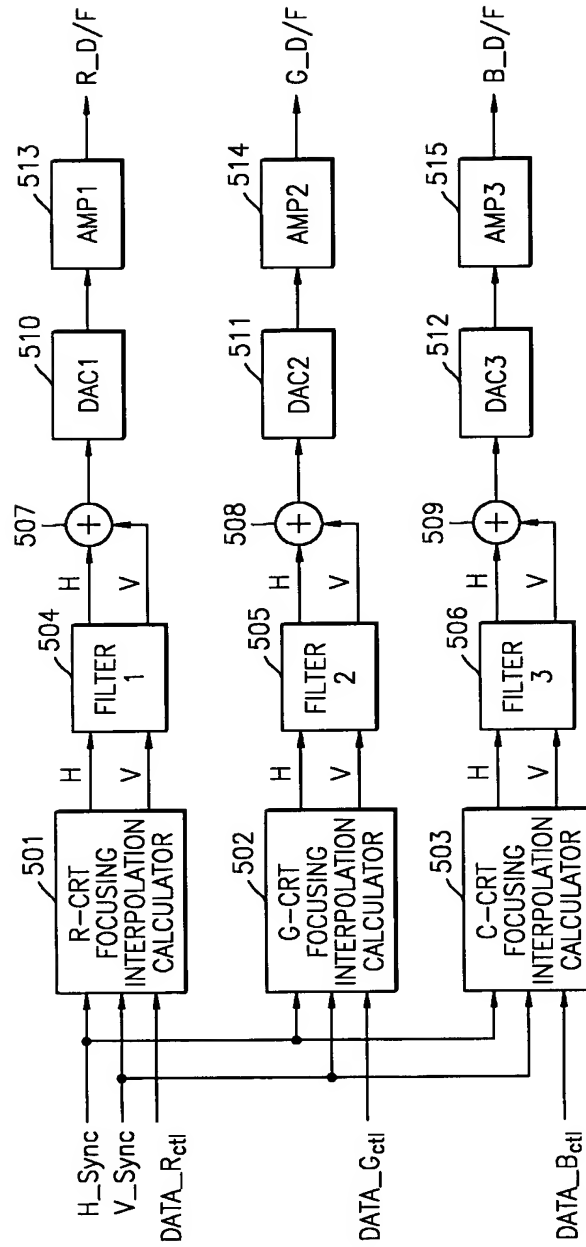 H_Sync
V_Sync
DATA_Rctl
501
R-CRT
FOCUSING
INTERPOLATION
CALCULATOR
H
V
504
FILTER
1
H
V
507
+
510
DAC1
513
AMP1
R_D/F
DATA_Gctl
502
G-CRT
FOCUSING
INTERPOLATION
CALCULATOR
H
V
505
FILTER
2
H
V
508
+
511
DAC2
514
AMP2
G_D/F
DATA_Bctl
503
C-CRT
FOCUSING
INTERPOLATION
CALCULATOR
H
V
506
FILTER
3
H
V
509
+
512
DAC3
515
AMP3
B_D/F